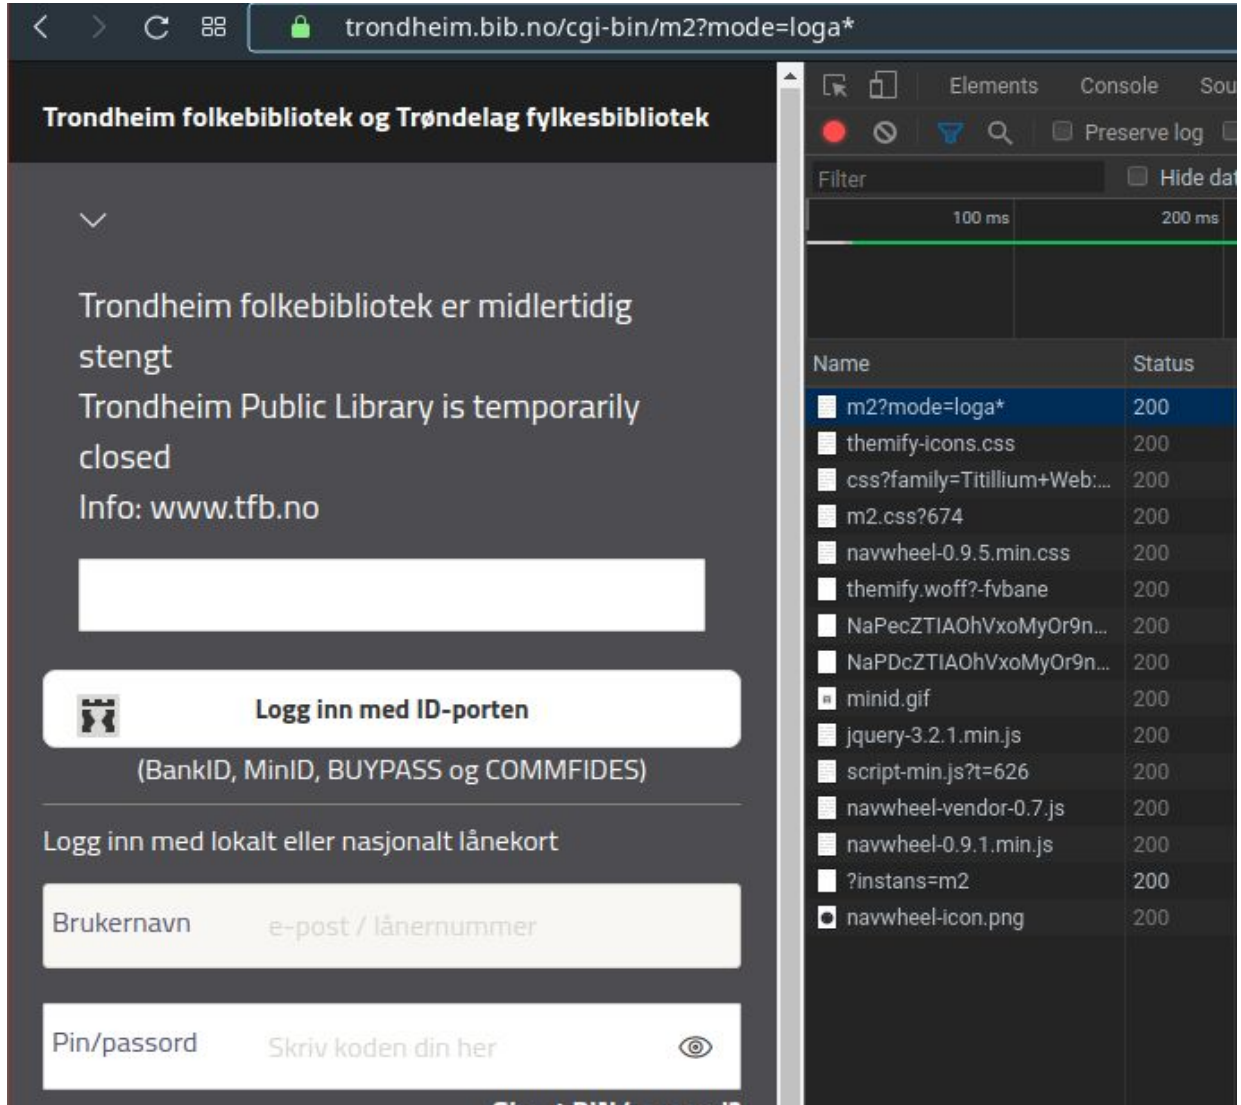 trondheim.bib.no/cgi-bin/m2?mode=loga*
Trondheim folkebibliotek og Trøndelag fylkesbibliotek
Trondheim folkebibliotek er midlertidig
stengt
Trondheim Public Library is temporarily
closed
Info: www.tfb.no
Logg inn med ID-porten
(BankID, MinID, BUYPASS og COMMFIDES)
Logg inn med lokalt eller nasjonalt lånekort
Brukernavn e-post / lånernummer
Pin/passord Skriv koden din her
Elements Console Sou
Preserve log
Filter Hide dat
100 ms 200 ms
Name Status
m2?mode=loga* 200
themify-icons.css 200
css?family=Titillium+Web:... 200
m2.css?674 200
navwheel-0.9.5.min.css 200
themify.woff?-fvbane 200
NaPecZTIAOhVxoMyOr9n... 200
NaPDcZTIAOhVxoMyOr9n... 200
minid.gif 200
jquery-3.2.1.min.js 200
script-min.js?t=626 200
navwheel-vendor-0.7.js 200
navwheel-0.9.1.min.js 200
?instans=m2 200
navwheel-icon.png 200